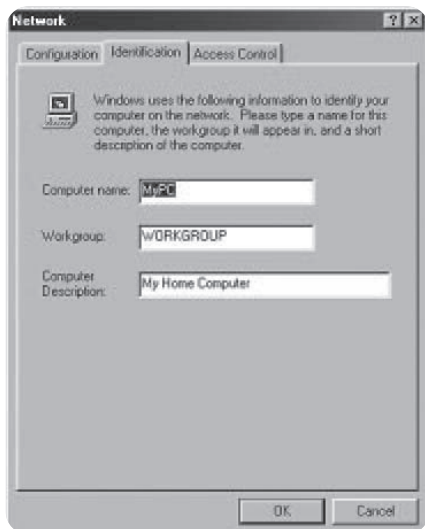 Network
Configuration Identification Access Control
Windows uses the following information to identify your
computer on the network. Please type a name for this
computer, the workgroup it will appear in, and a short
description of the computer.
Computer name: MyPC
Workgroup: WORKGROUP
Computer
Description: My Home Computer
OK Cancel